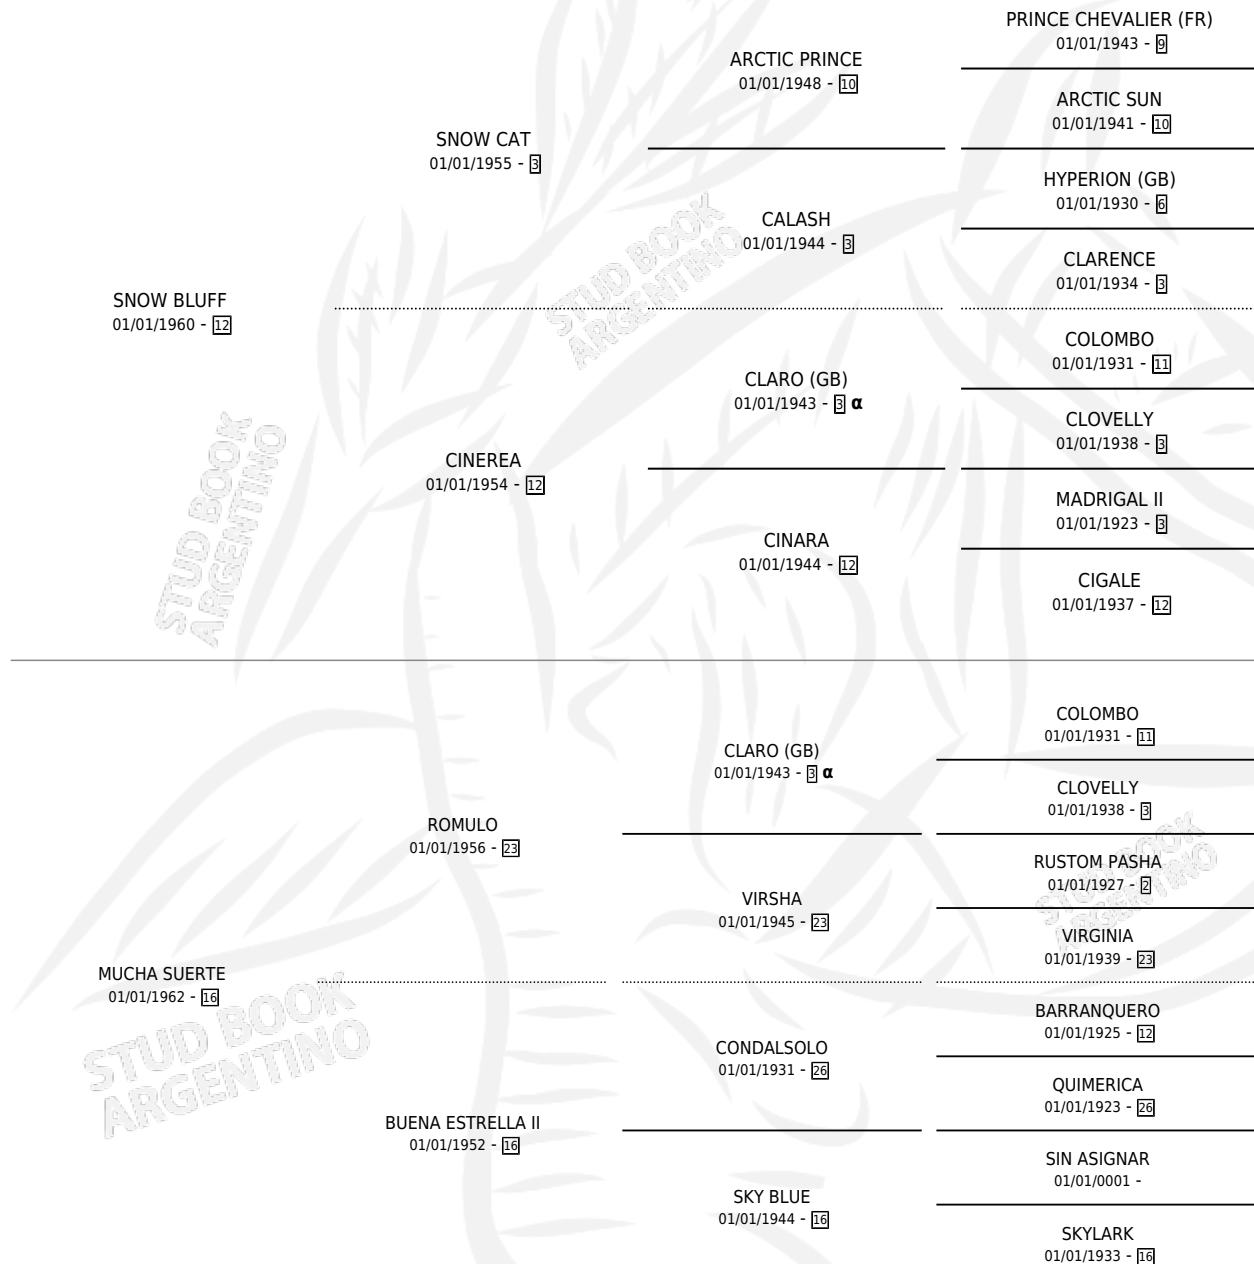 PRINCE CHEVALIER (FR)
01/01/1943 - 9
ARCTIC PRINCE
01/01/1948 - 10
ARCTIC SUN
01/01/1941 - 10
SNOW CAT
01/01/1955 - 3
HYPERION (GB)
01/01/1930 - 6
CALASH
01/01/1944 - 3
CLARENCE
01/01/1934 - 3
SNOW BLUFF
01/01/1960 - 12
COLOMBO
01/01/1931 - 11
CLARO (GB)
01/01/1943 - 3 α
CLOVELLY
01/01/1938 - 3
CINEREA
01/01/1954 - 12
MADRIGAL II
01/01/1923 - 3
CINARA
01/01/1944 - 12
CIGALE
01/01/1937 - 12
COLOMBO
01/01/1931 - 11
CLARO (GB)
01/01/1943 - 3 α
CLOVELLY
01/01/1938 - 3
ROMULO
01/01/1956 - 23
RUSTOM PASHA
01/01/1927 - 2
VIRSHA
01/01/1945 - 23
VIRGINIA
01/01/1939 - 23
MUCHA SUERTE
01/01/1962 - 16
BARRANQUERO
01/01/1925 - 12
CONDALSOLO
01/01/1931 - 26
QUIMERICA
01/01/1923 - 26
BUENA ESTRELLA II
01/01/1952 - 16
SIN ASIGNAR
01/01/0001 -
SKY BLUE
01/01/1944 - 16
SKYLARK
01/01/1933 - 16
STUD BOOK
ARGENTINO
STUD BOOK
ARGENTINO
STUD BOOK
ARGENTINO
STUD BOOK
ARGENTINO